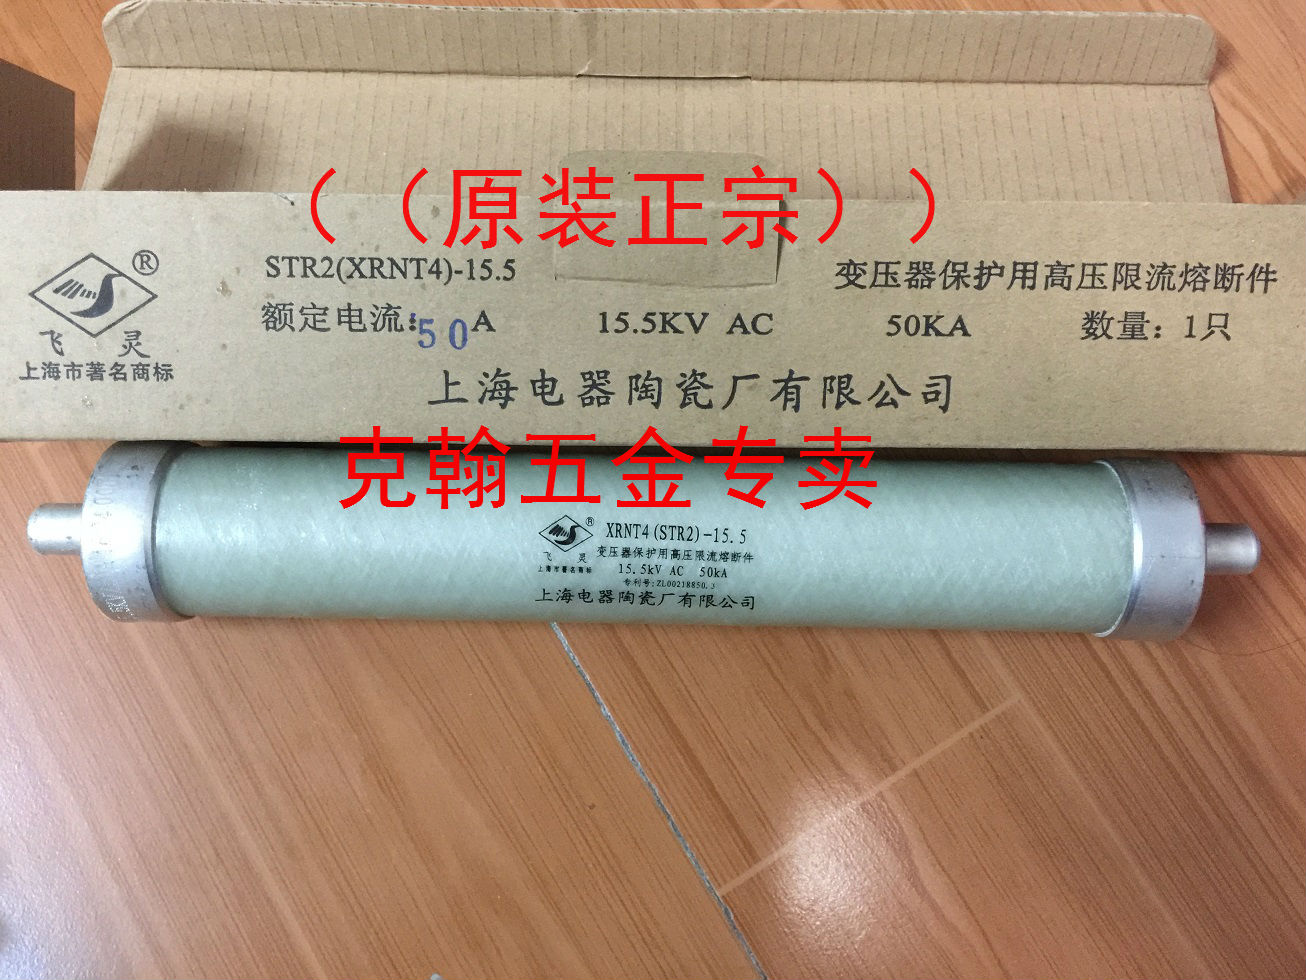 ((原装正宗))
®
STR2(XRNT4)-15.5
变压器保护用高压限流熔断件
额定电流:50A 15.5KV AC 50KA 数量:1只
飞灵
上海市著名商标
上海电器陶瓷厂有限公司
克翰五金专卖
®
XRNT4(STR2)-15.5
飞灵
变压器保护用高压限流熔断件
上海市著名商标
15.5kV AC 50kA
专利号:ZL00218850.3
上海电器陶瓷厂有限公司